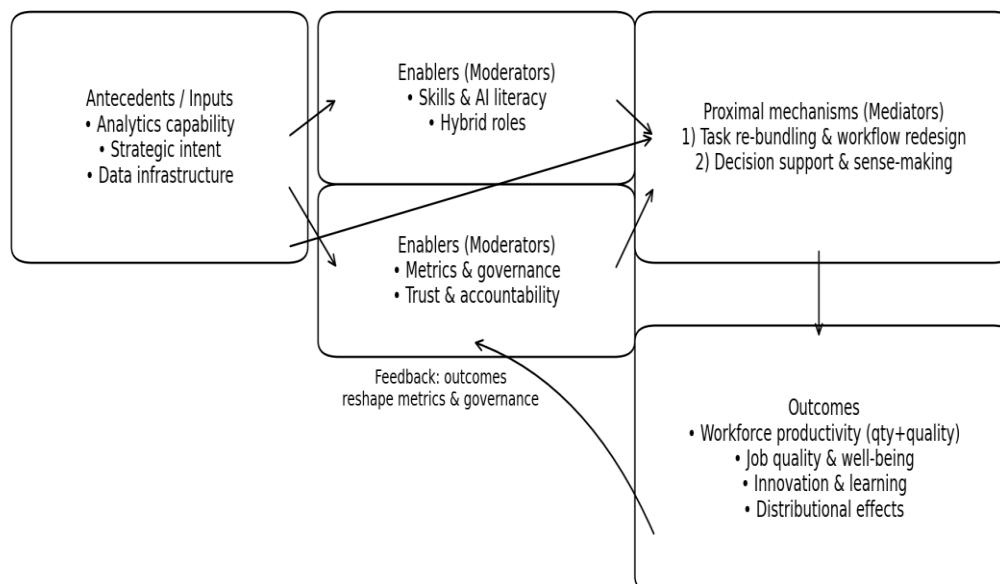 Antecedents / Inputs
• Analytics capability
• Strategic intent
• Data infrastructure
Enablers (Moderators)
• Skills & AI literacy
• Hybrid roles
Enablers (Moderators)
• Metrics & governance
• Trust & accountability
Proximal mechanisms (Mediators)
1) Task re-bundling & workflow redesign
2) Decision support & sense-making
Feedback: outcomes
reshape metrics & governance
Outcomes
• Workforce productivity (qty+quality)
• Job quality & well-being
• Innovation & learning
• Distributional effects